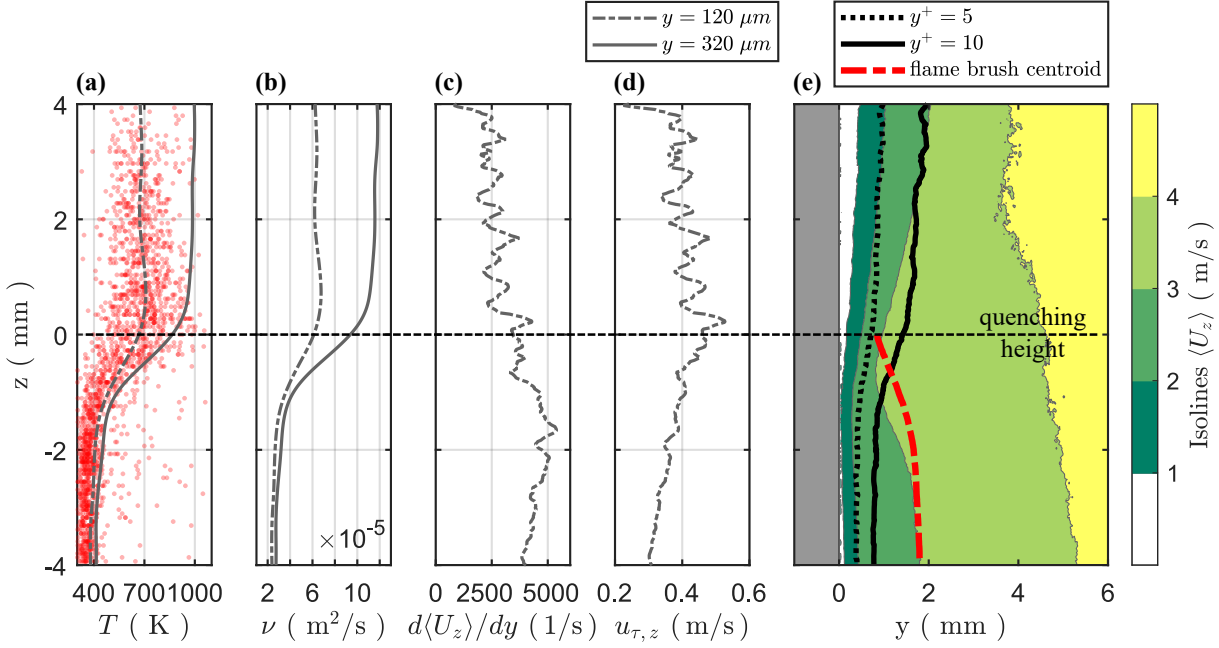 y = 120 μm
y = 320 μm
y⁺ = 5
y⁺ = 10
flame brush centroid
(a)
(b)
(c)
(d)
(e)
4
2
0
-2
-4
z ( mm )
400 700 1000
T ( K )
× 10⁻⁵
2 6 10
ν ( m²/s )
0 2500 5000
d⟨U_z⟩/dy (1/s)
0.2 0.4 0.6
u_τ, z ( m/s )
quenching
height
0 2 4 6
y ( mm )
4
3
2
1
Isolines ⟨U_z⟩ ( m/s )